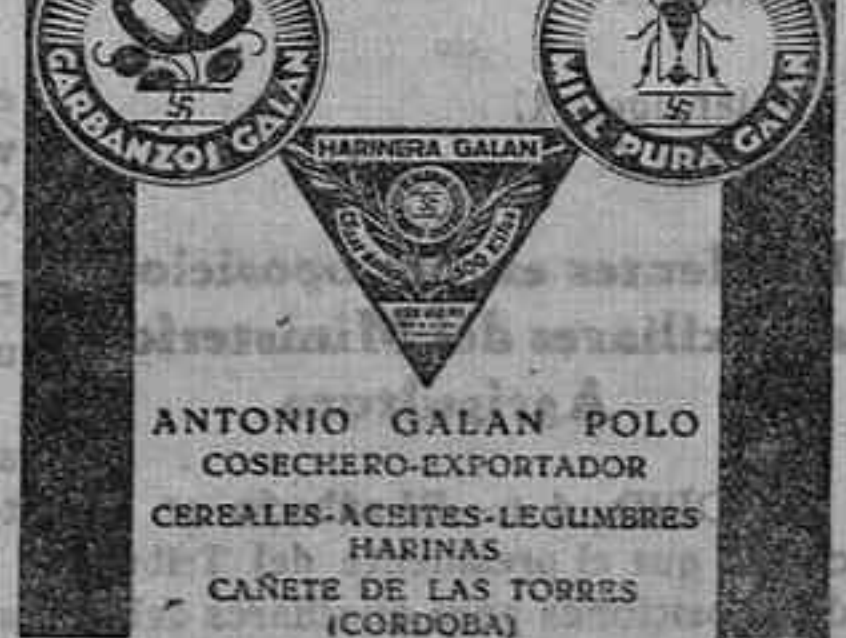 GARBANZOS GALAN
MIEL PURA GALAN
HARINERA GALAN
ANTONIO GALAN POLO
COSECHERO-EXPORTADOR
CEREALES-ACEITES-LEGUMBRES
HARINAS
CAÑETE DE LAS TORRES
(CORDOBA)